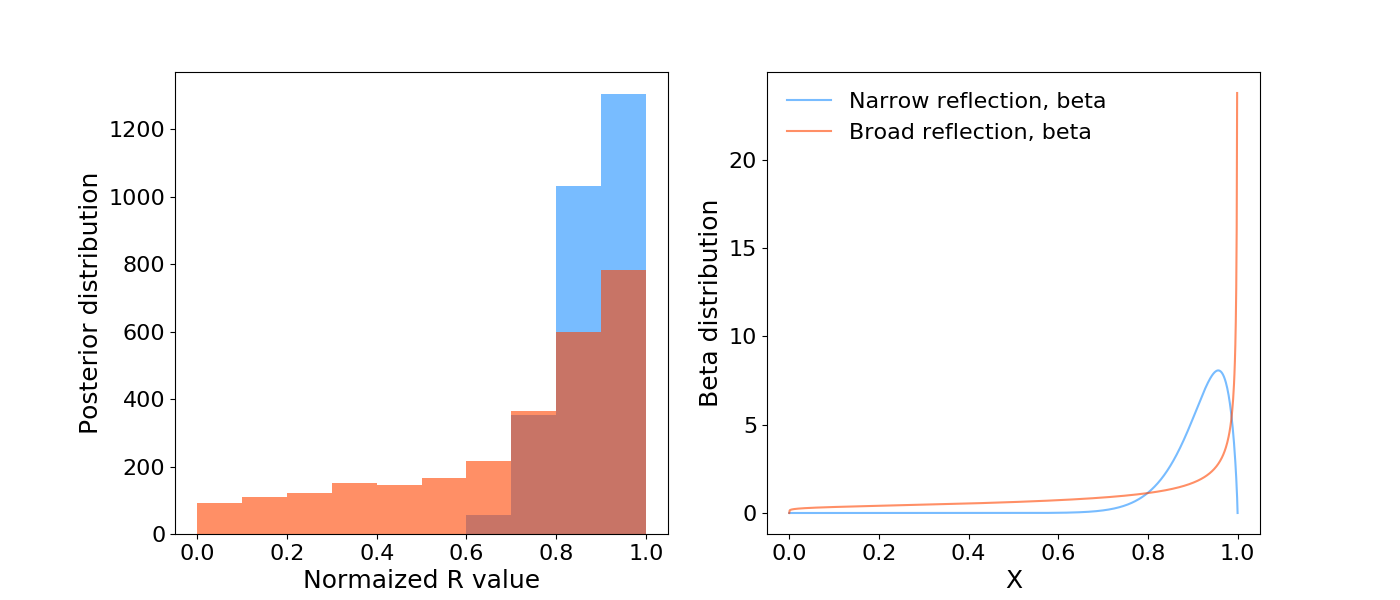 Posterior distribution
1200
1000
800
600
400
200
0
0.0 0.2 0.4 0.6 0.8 1.0
Normaized R value
Beta distribution
20
15
10
5
0
Narrow reflection, beta
Broad reflection, beta
0.0 0.2 0.4 0.6 0.8 1.0
X